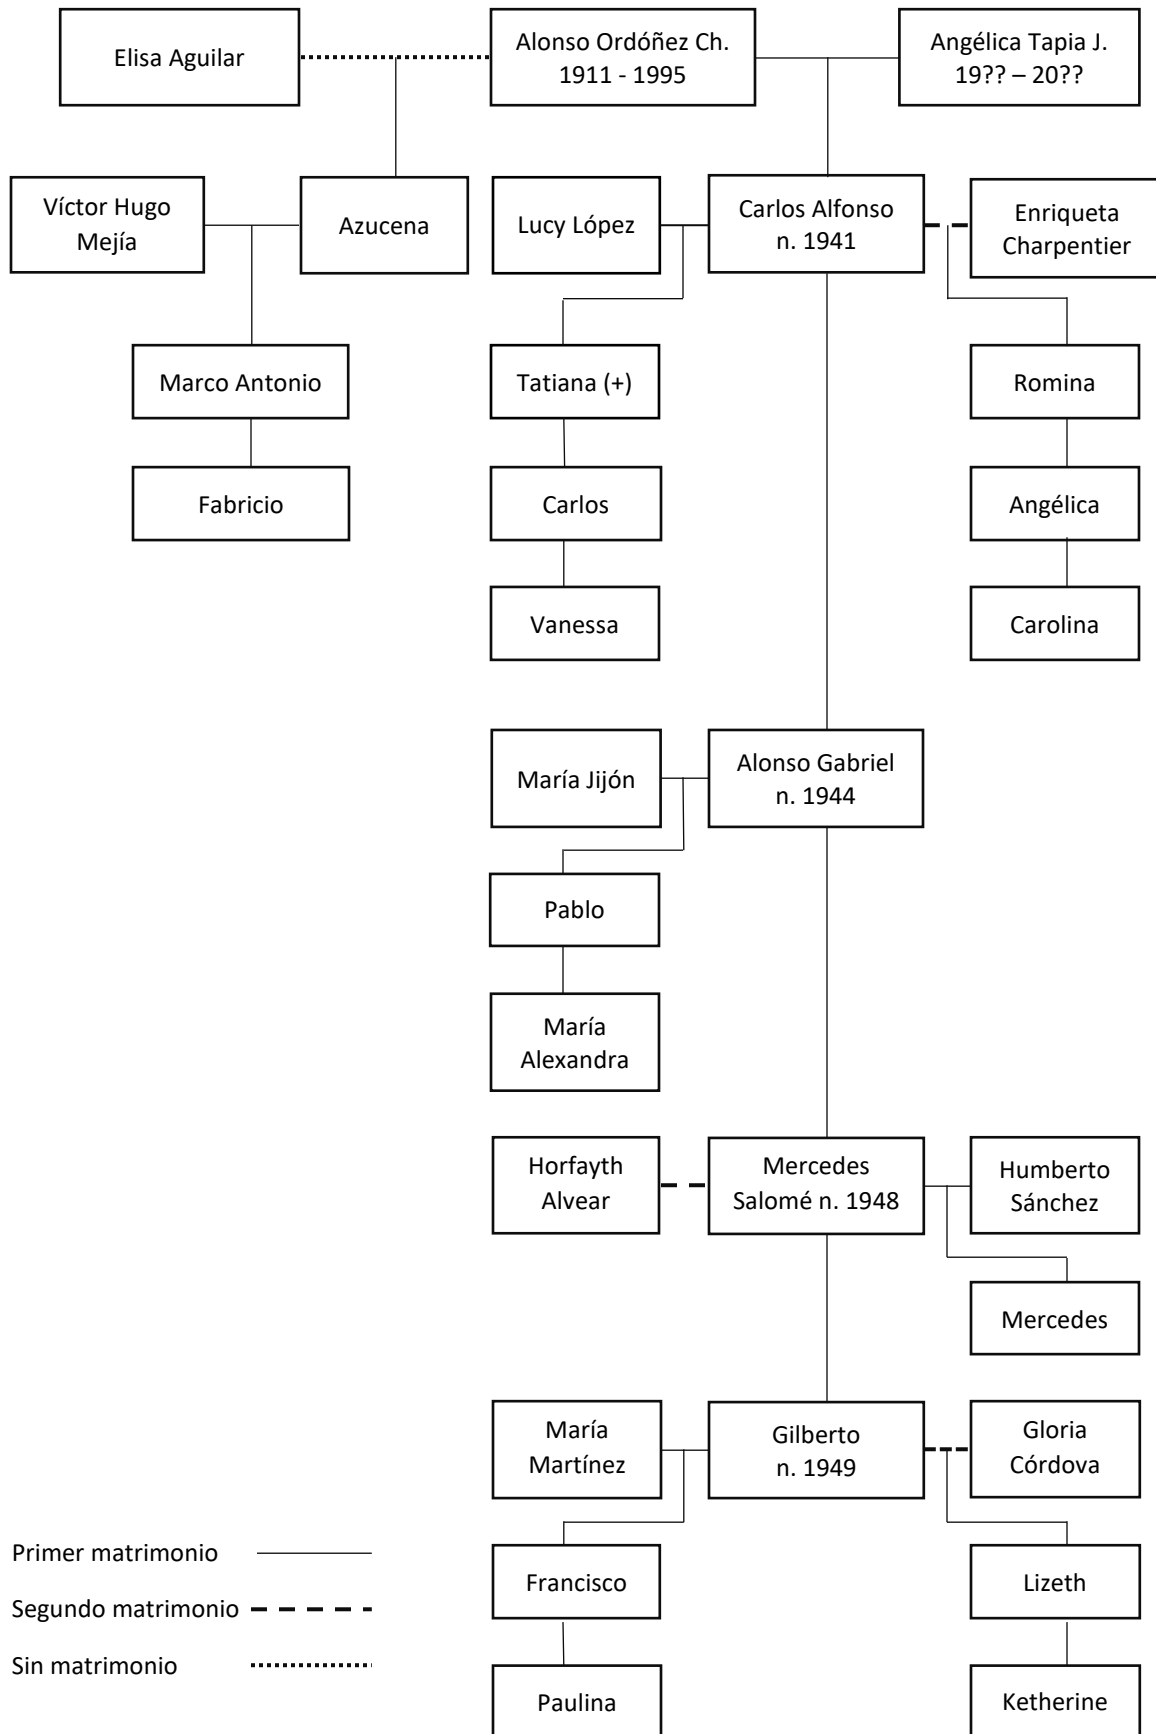 Elisa Aguilar
Alonso Ordóñez Ch.
1911 - 1995
Angélica Tapia J.
19?? – 20??
Víctor Hugo
Mejía
Azucena
Lucy López
Carlos Alfonso
n. 1941
Enriqueta
Charpentier
Marco Antonio
Tatiana (+)
Romina
Fabricio
Carlos
Angélica
Vanessa
Carolina
María Jijón
Alonso Gabriel
n. 1944
Pablo
María
Alexandra
Horfayth
Alvear
Mercedes
Salomé n. 1948
Humberto
Sánchez
Mercedes
María
Martínez
Gilberto
n. 1949
Gloria
Córdova
Primer matrimonio
Francisco
Lizeth
Segundo matrimonio
Sin matrimonio
Paulina
Ketherine